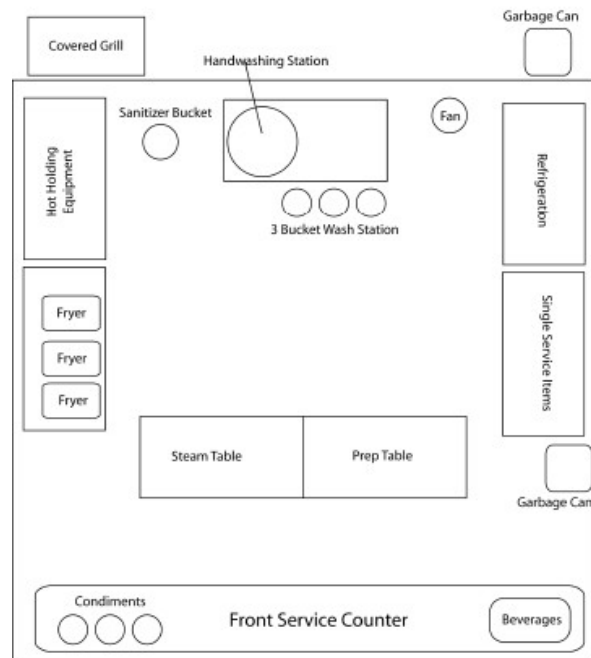 Garbage Can
Covered Grill
Handwashing Station
Sanitizer Bucket
Fan
Hot Holding
Equipment
Refrigeration
3 Bucket Wash Station
Fryer
Fryer
Fryer
Single Service Items
Steam Table
Prep Table
Garbage Can
Condiments
Front Service Counter
Beverages